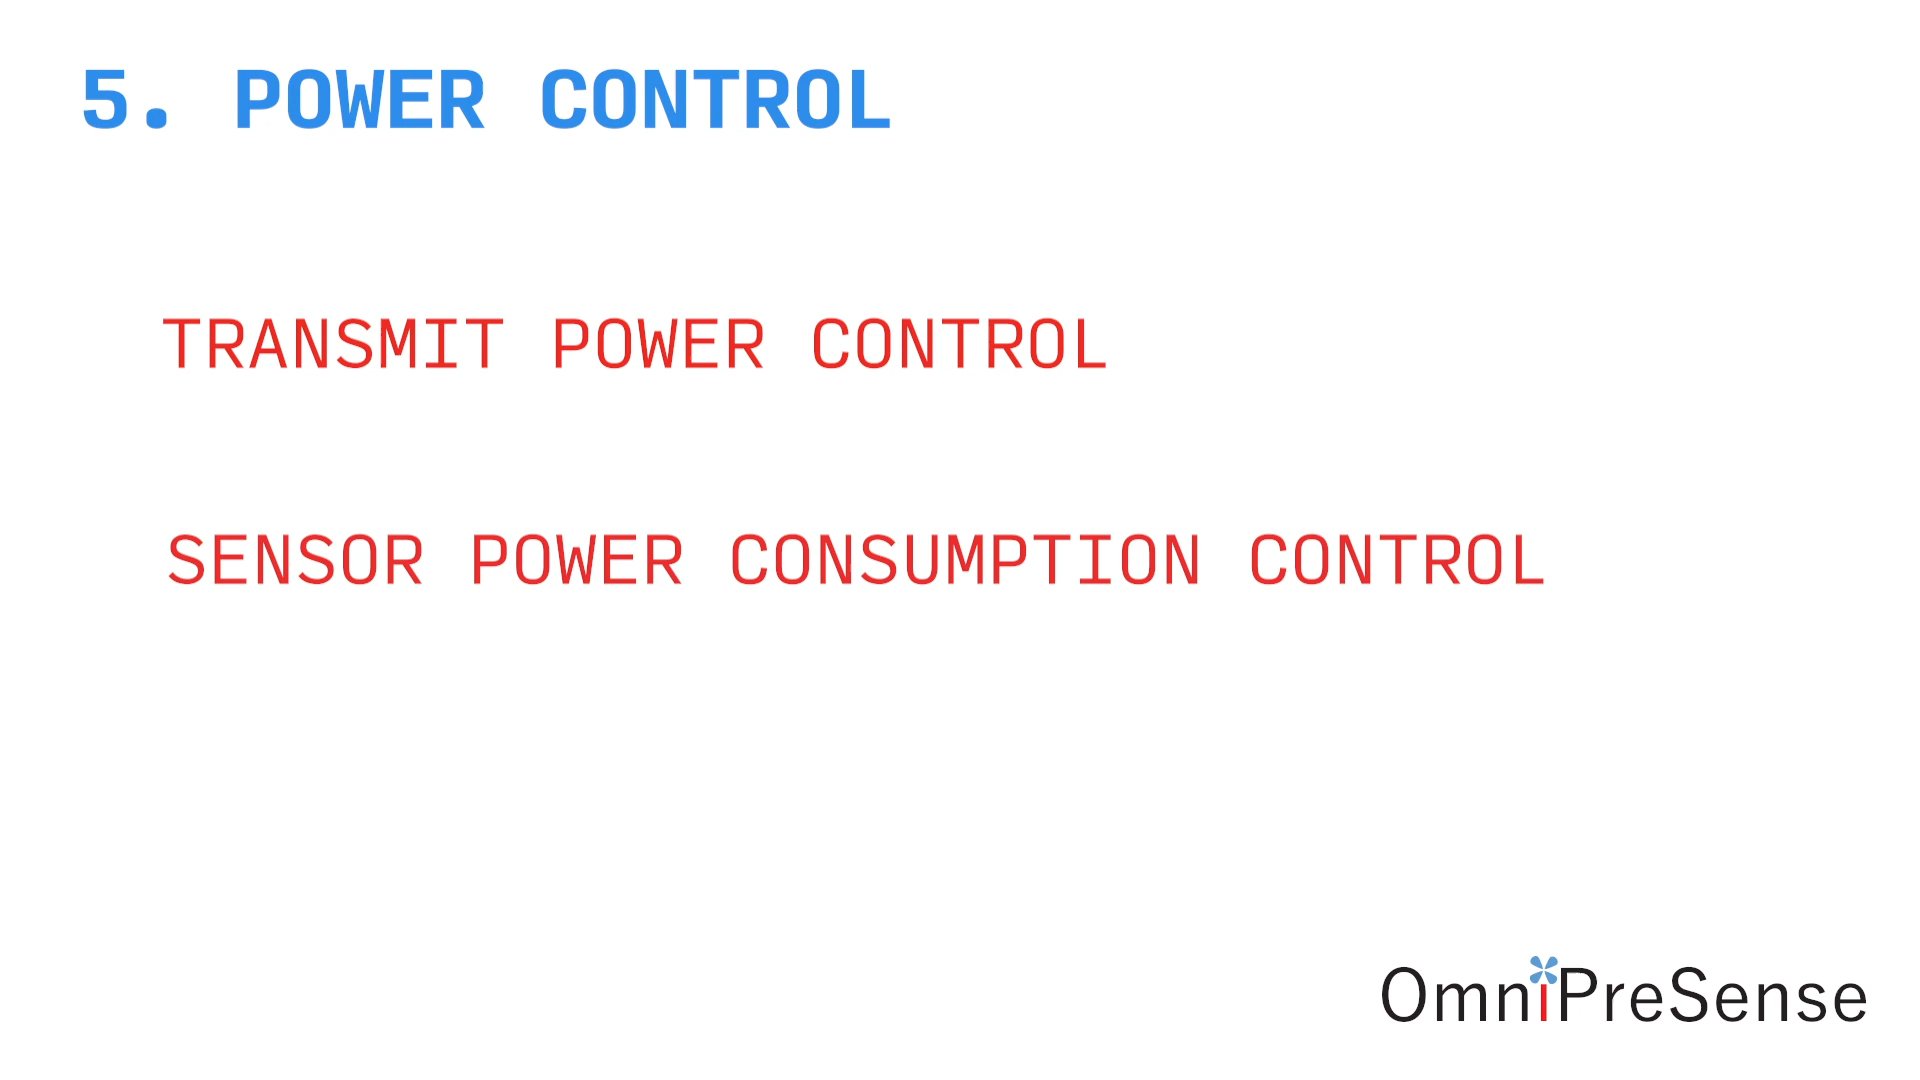 5. POWER CONTROL
TRANSMIT POWER CONTROL
SENSOR POWER CONSUMPTION CONTROL
OmniPreSense